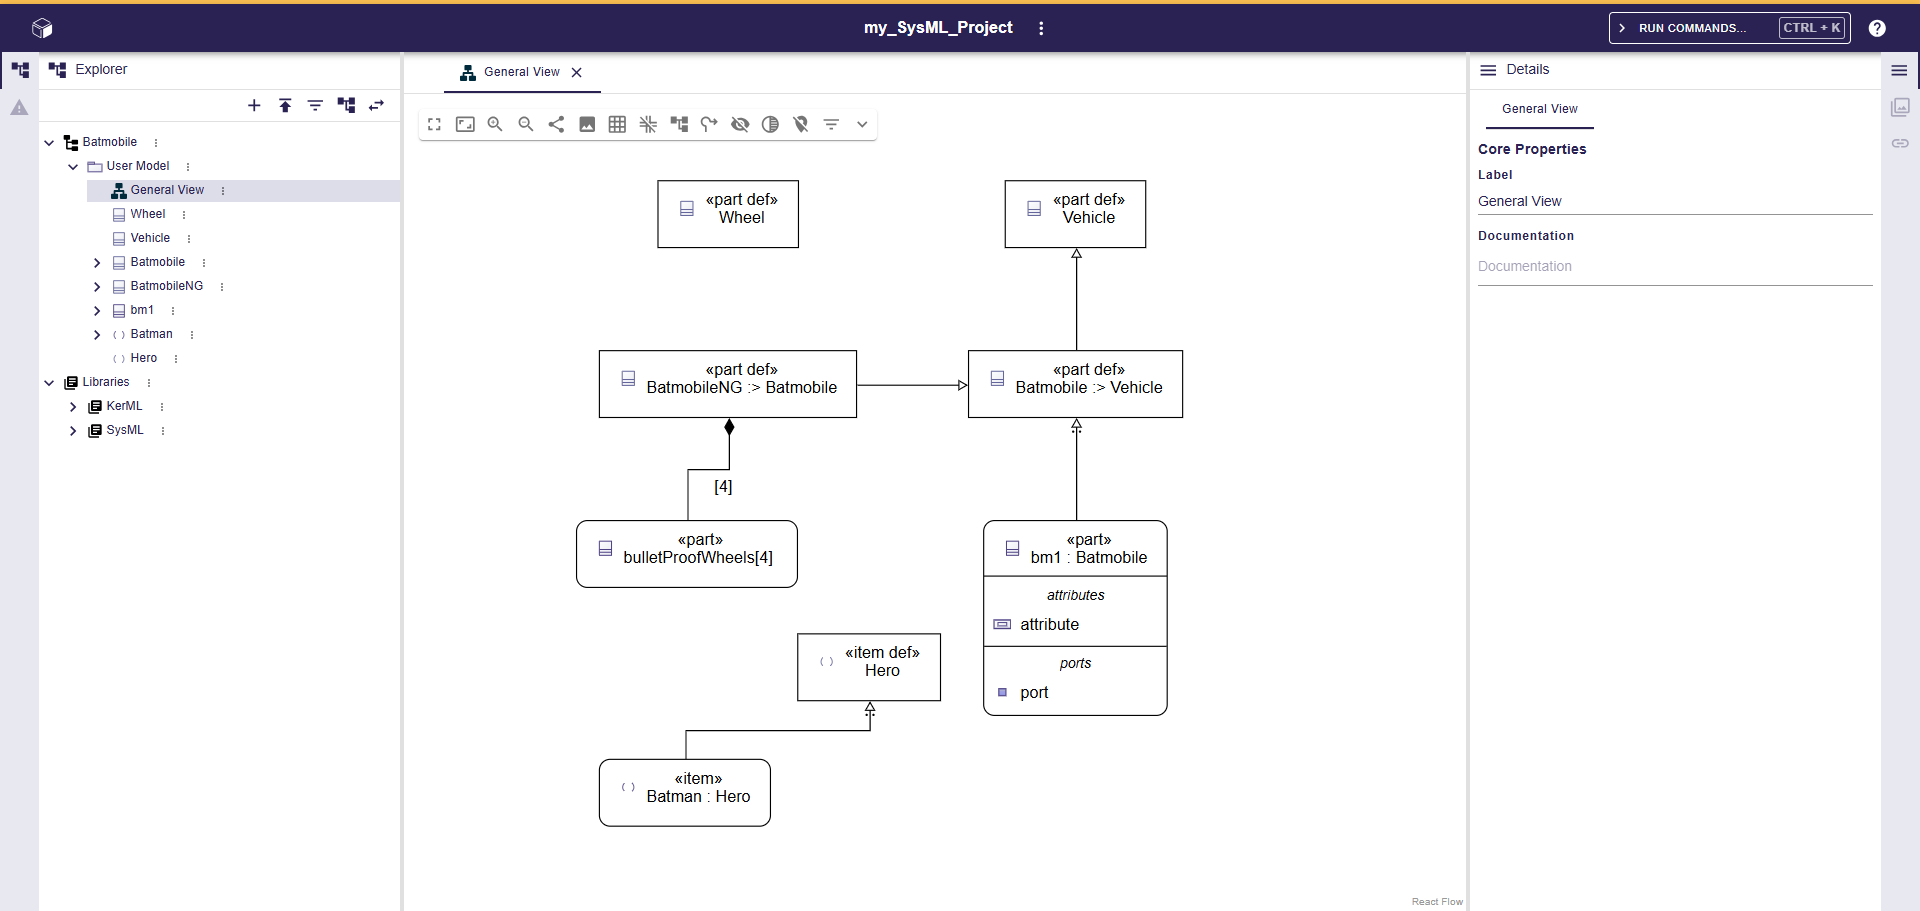 my_SysML_Project
RUN COMMANDS...
CTRL + K
Explorer
Batmobile
User Model
General View
Wheel
Vehicle
Batmobile
BatmobileNG
bm1
( ) Batman
( ) Hero
Libraries
KerML
SysML
General View
«part def»
Wheel
«part def»
Vehicle
«part def»
BatmobileNG :> Batmobile
«part def»
Batmobile :> Vehicle
[4]
«part»
bulletProofWheels[4]
«part»
bm1 : Batmobile
attributes
attribute
ports
port
«item def»
( ) Hero
«item»
( ) Batman : Hero
React Flow
Details
General View
Core Properties
Label
General View
Documentation
Documentation